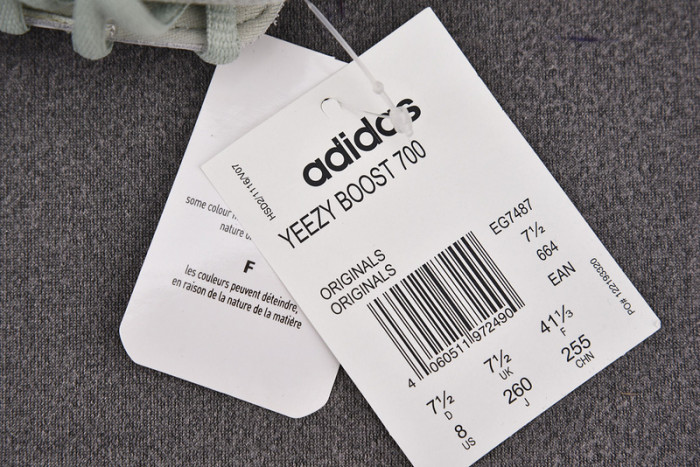 adidas
YEEZY BOOST 700
HSD2/1116/V07
ORIGINALS
ORIGINALS
EG7487
7½
664
EAN
PO# 122193320
4 060511 972490
7½ D
7½ UK
41⅓ F
8 US
260 J
255 CHN
some colour
nature
F
les couleurs peuvent déteindre,
en raison de la nature de la matière